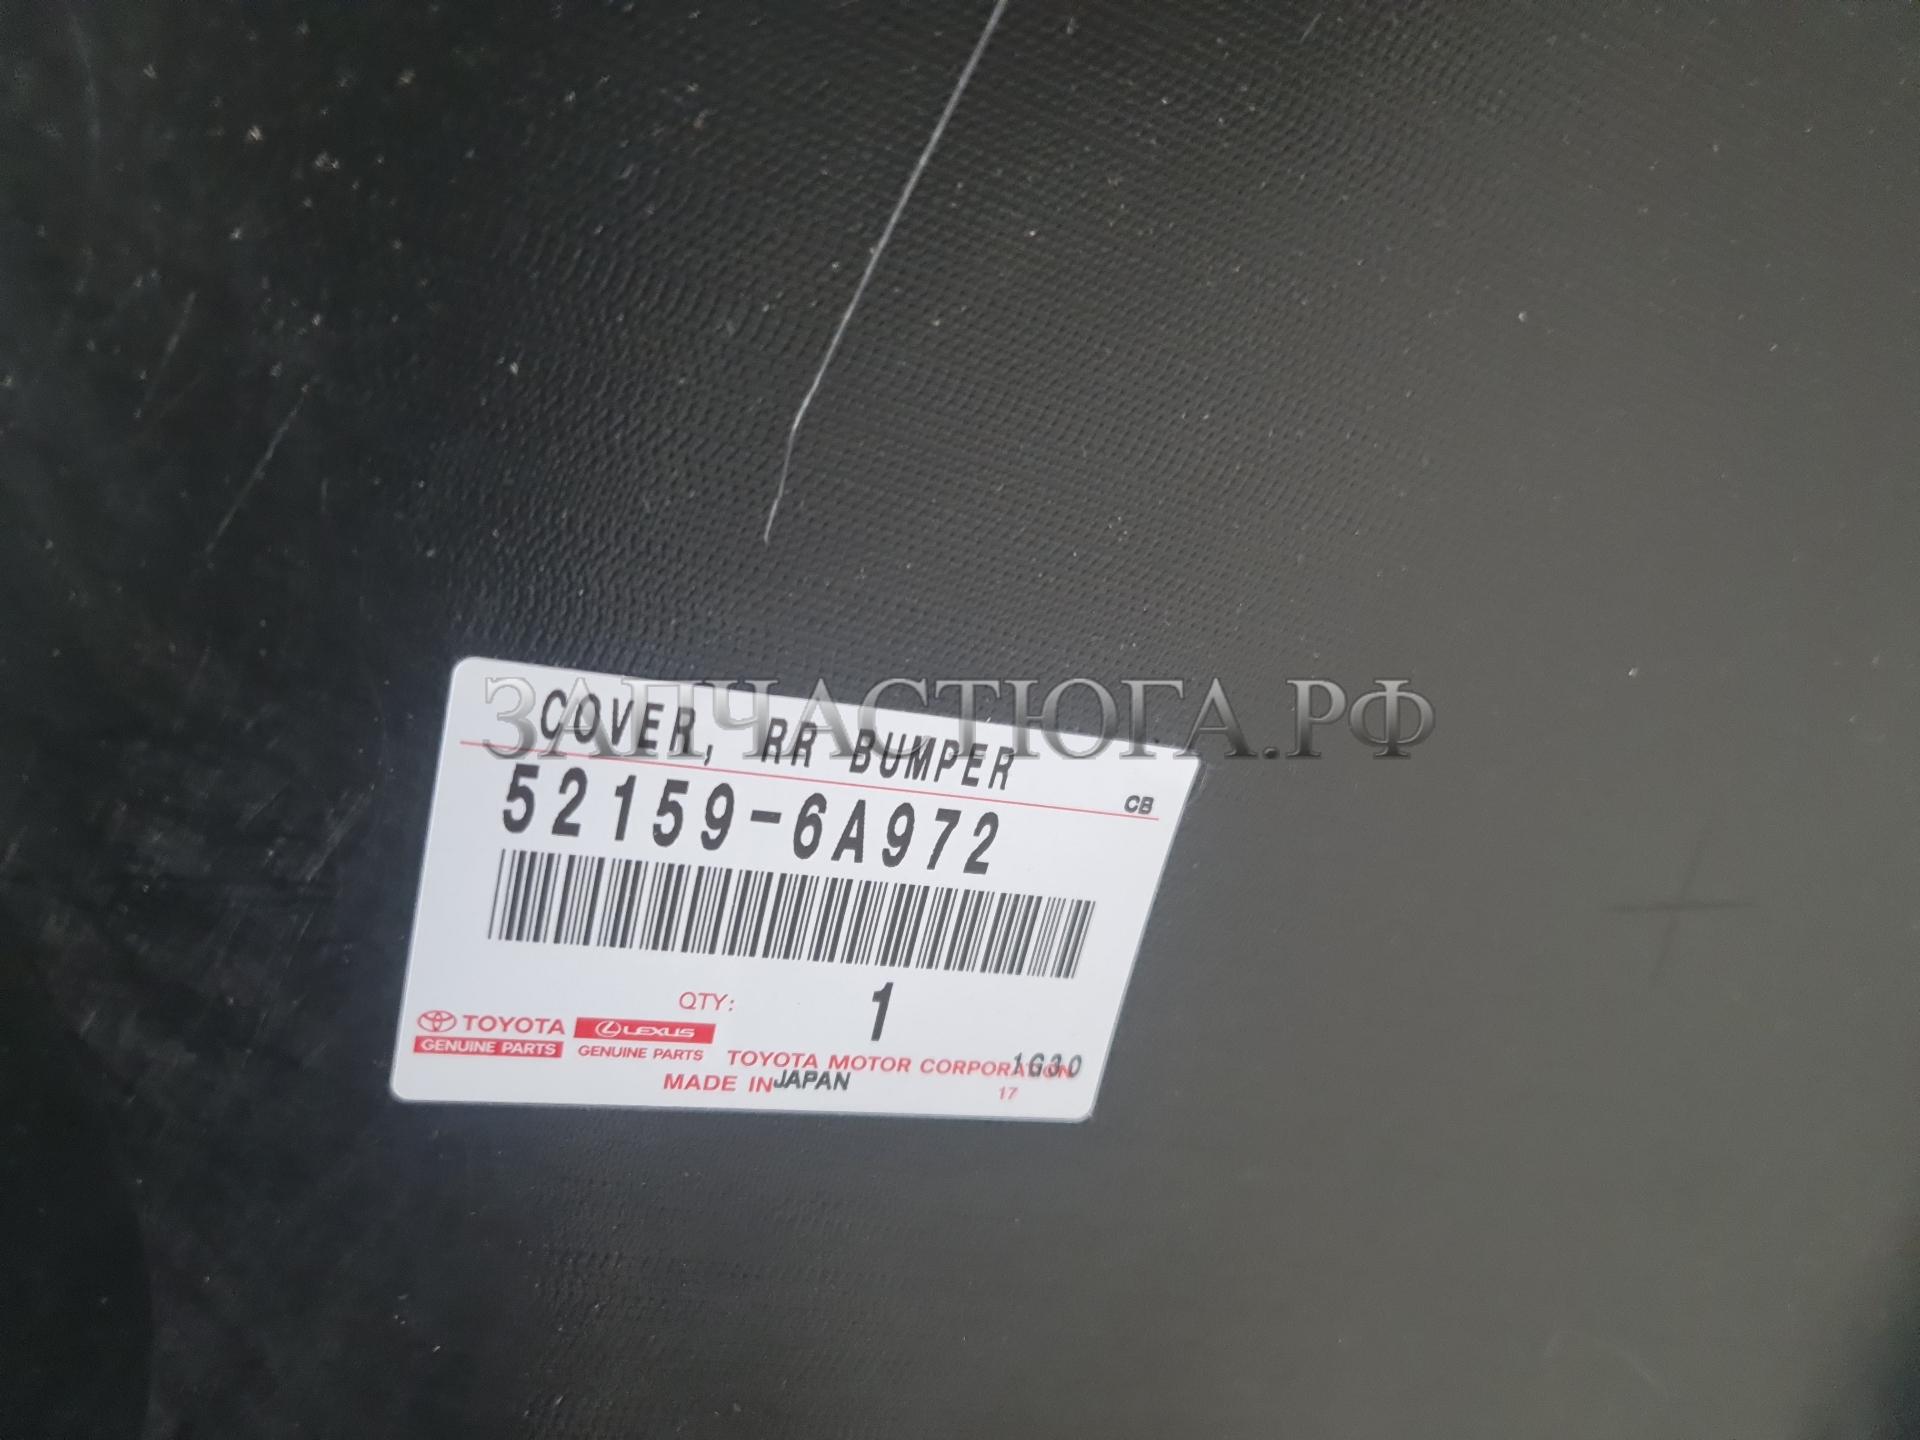 ЗАПЧАСТЮГА.РФ
COVER, RR BUMPER
CB
52159-6A972
QTY: 1
TOYOTA LEXUS
GENUINE PARTS GENUINE PARTS TOYOTA MOTOR CORPORATION 1G30
MADE IN JAPAN 17